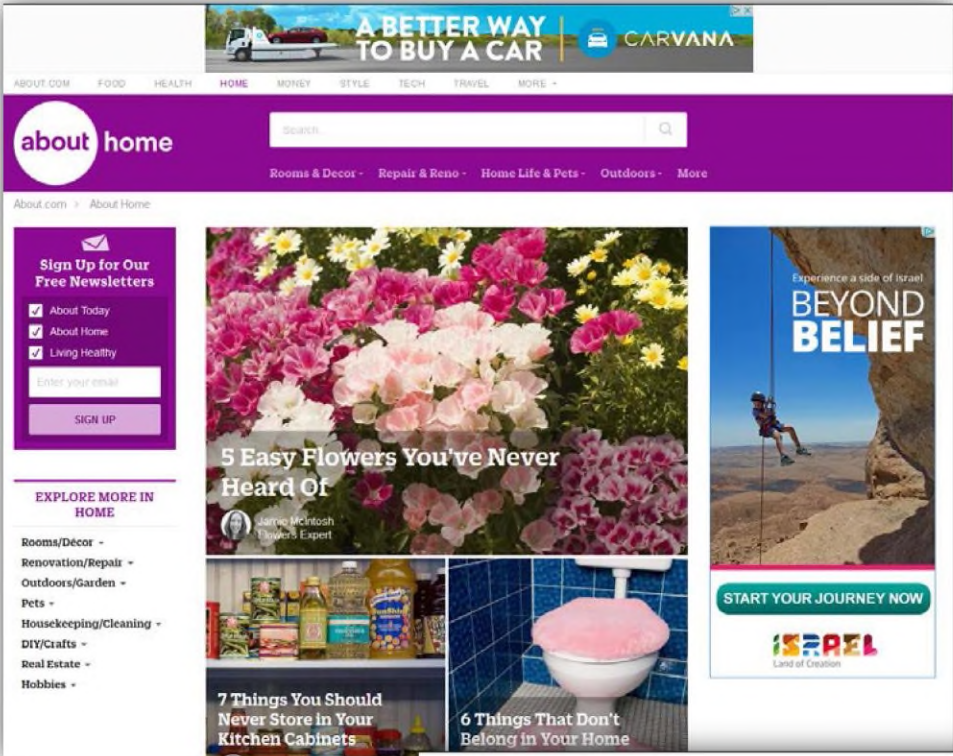 A BETTER WAY
TO BUY A CAR
CARVANA
ABOUT.COM FOOD HEALTH HOME MONEY STYLE TECH TRAVEL MORE
about home
Search...
Rooms & Decor Repair & Reno Home Life & Pets Outdoors More
About.com > About Home
Sign Up for Our
Free Newsletters
About Today
About Home
Living Healthy
Enter your email
SIGN UP
EXPLORE MORE IN
HOME
Rooms/Décor
Renovation/Repair
Outdoors/Garden
Pets
Housekeeping/Cleaning
DIY/Crafts
Real Estate
Hobbies
5 Easy Flowers You've Never
Heard Of
Jamie McIntosh
Flowers Expert
7 Things You Should
Never Store in Your
Kitchen Cabinets
6 Things That Don't
Belong in Your Home
Experience a side of Israel
BEYOND
BELIEF
START YOUR JOURNEY NOW
ISRAEL
Land of Creation